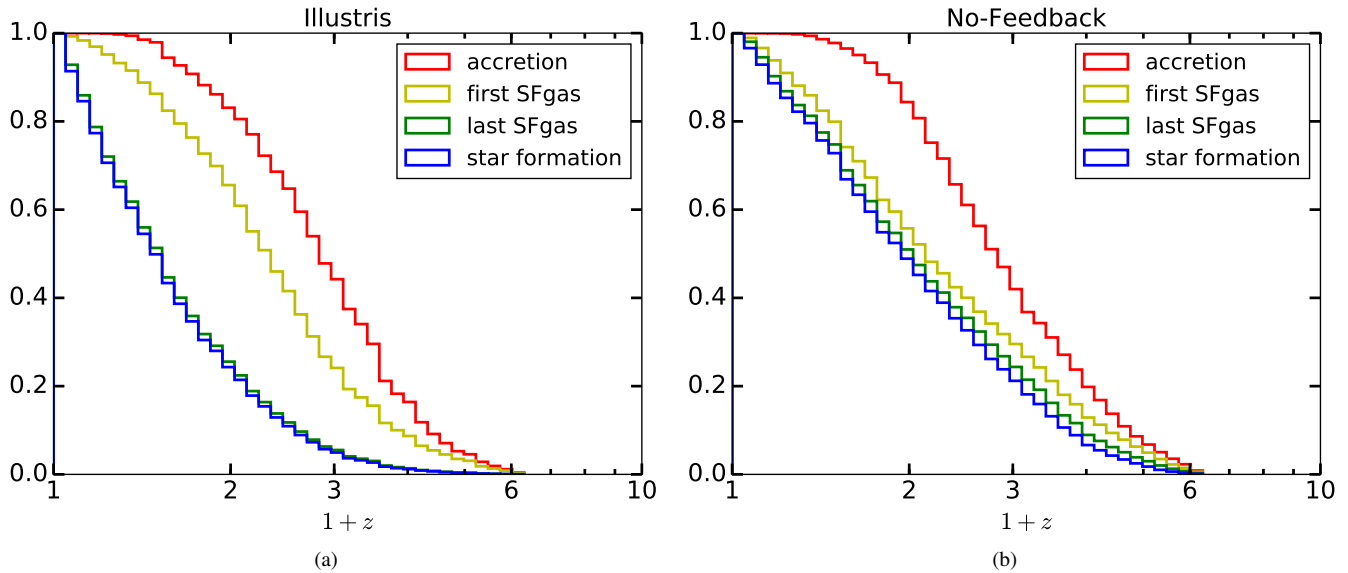 Illustris
1.0
0.8
0.6
0.4
0.2
0.0
accretion
first SFgas
last SFgas
star formation
1 2 3 6 10
1 + z
(a)
No-Feedback
1.0
0.8
0.6
0.4
0.2
0.0
accretion
first SFgas
last SFgas
star formation
1 2 3 6 10
1 + z
(b)